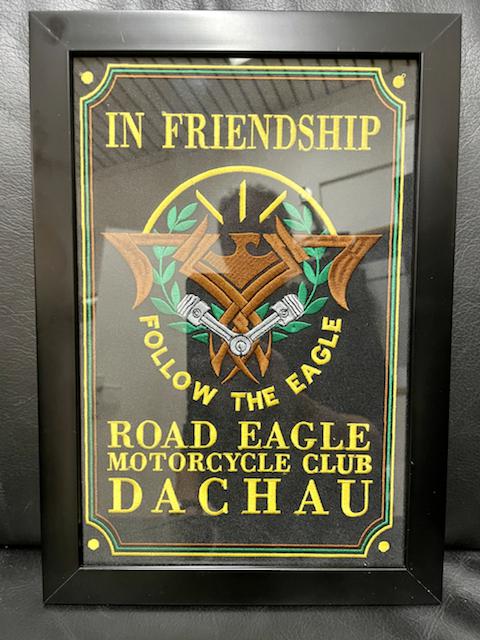 IN FRIENDSHIP
FOLLOW THE EAGLE
ROAD EAGLE
MOTORCYCLE CLUB
DACHAU